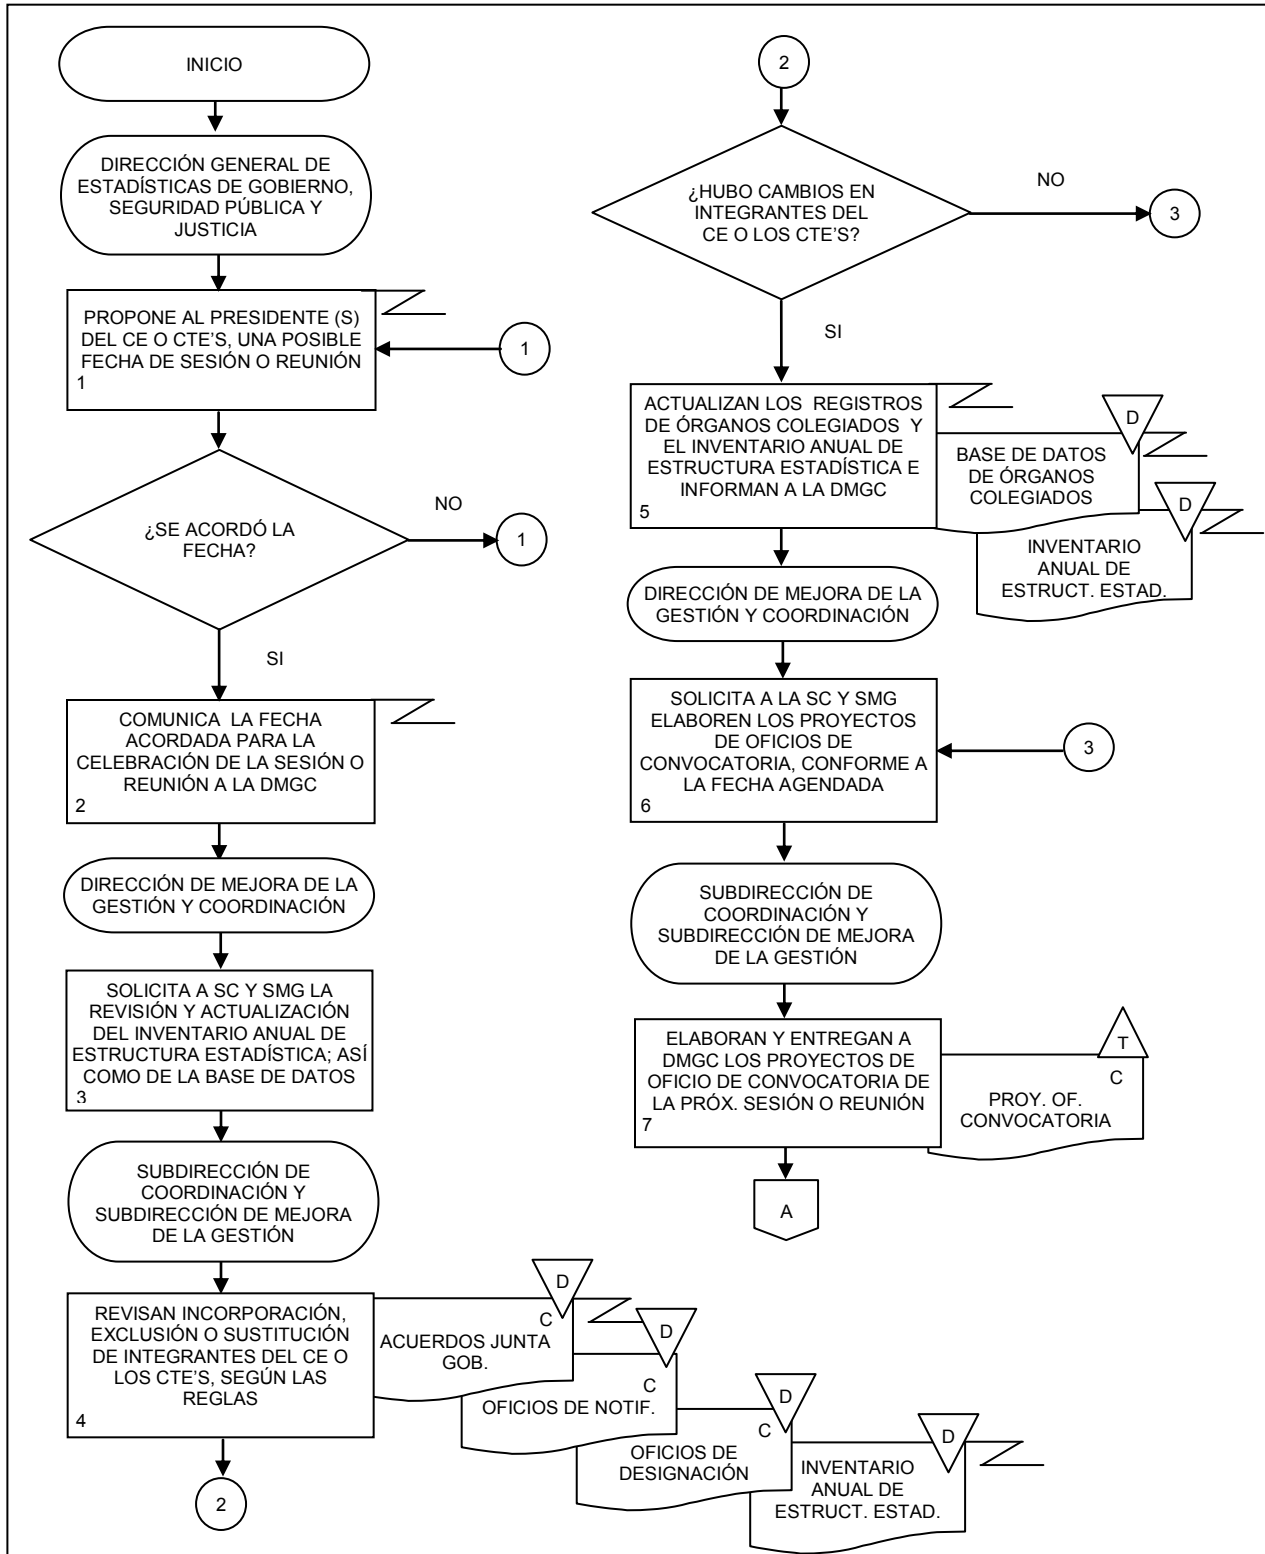 INICIO
DIRECCIÓN GENERAL DE
ESTADÍSTICAS DE GOBIERNO,
SEGURIDAD PÚBLICA Y
JUSTICIA
PROPONE AL PRESIDENTE (S)
DEL CE O CTE'S, UNA POSIBLE
FECHA DE SESIÓN O REUNIÓN
1
1
¿SE ACORDÓ LA
FECHA?
NO
1
SI
COMUNICA LA FECHA
ACORDADA PARA LA
CELEBRACIÓN DE LA SESIÓN O
REUNIÓN A LA DMGC
2
DIRECCIÓN DE MEJORA DE LA
GESTIÓN Y COORDINACIÓN
SOLICITA A SC Y SMG LA
REVISIÓN Y ACTUALIZACIÓN
DEL INVENTARIO ANUAL DE
ESTRUCTURA ESTADÍSTICA; ASÍ
COMO DE LA BASE DE DATOS
3
SUBDIRECCIÓN DE
COORDINACIÓN Y
SUBDIRECCIÓN DE MEJORA
DE LA GESTIÓN
REVISAN INCORPORACIÓN,
EXCLUSIÓN O SUSTITUCIÓN
DE INTEGRANTES DEL CE O
LOS CTE'S, SEGÚN LAS
REGLAS
4
D
C
ACUERDOS JUNTA
GOB.
D
C
OFICIOS DE NOTIF.
D
C
OFICIOS DE
DESIGNACIÓN
D
INVENTARIO
ANUAL DE
ESTRUCT. ESTAD.
2
2
¿HUBO CAMBIOS EN
INTEGRANTES DEL
CE O LOS CTE'S?
NO
3
SI
ACTUALIZAN LOS REGISTROS
DE ÓRGANOS COLEGIADOS Y
EL INVENTARIO ANUAL DE
ESTRUCTURA ESTADÍSTICA E
INFORMAN A LA DMGC
5
D
BASE DE DATOS
DE ÓRGANOS
COLEGIADOS
D
INVENTARIO
ANUAL DE
ESTRUCT. ESTAD.
DIRECCIÓN DE MEJORA DE LA
GESTIÓN Y COORDINACIÓN
SOLICITA A LA SC Y SMG
ELABOREN LOS PROYECTOS
DE OFICIOS DE
CONVOCATORIA, CONFORME A
LA FECHA AGENDADA
6
3
SUBDIRECCIÓN DE
COORDINACIÓN Y
SUBDIRECCIÓN DE MEJORA
DE LA GESTIÓN
ELABORAN Y ENTREGAN A
DMGC LOS PROYECTOS DE
OFICIO DE CONVOCATORIA DE
LA PRÓX. SESIÓN O REUNIÓN
7
T
C
PROY. OF.
CONVOCATORIA
A